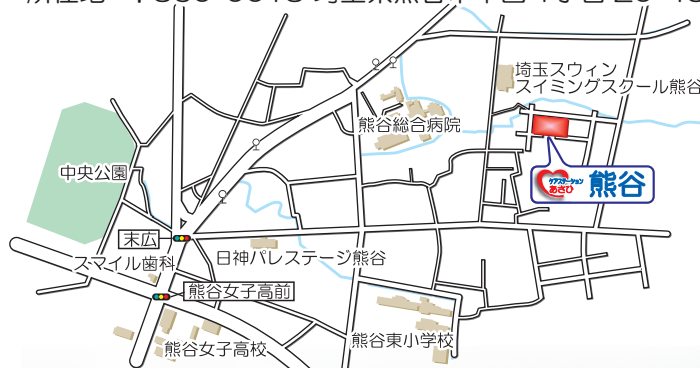 埼玉スウィン
スイミングスクール熊谷
熊谷総合病院
中央公園
ケアステーション
あさひ
熊谷
末広
スマイル歯科
日神パレステージ熊谷
熊谷女子高前
熊谷女子高校
熊谷東小学校